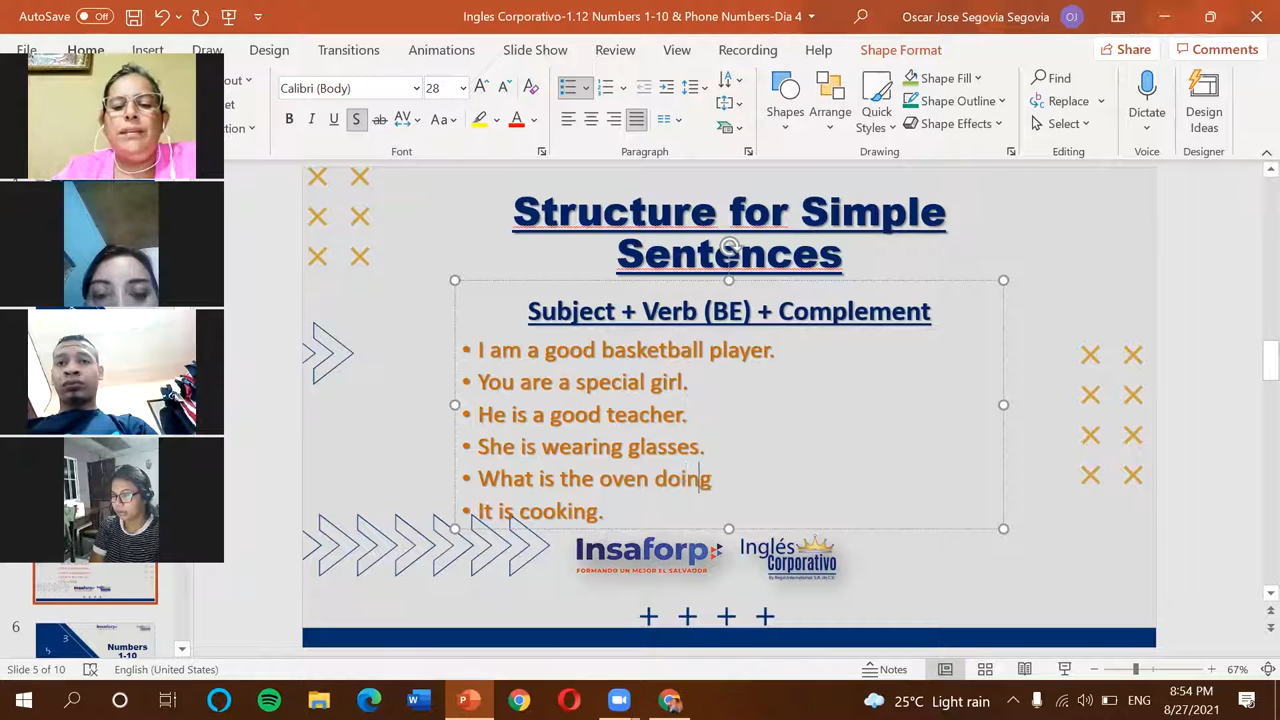 AutoSave Off
Ingles Corporativo-1.12 Numbers 1-10 & Phone Numbers-Dia 4
Oscar Jose Segovia Segovia OJ
File Home Insert Draw Design Transitions Animations Slide Show Review View Recording Help Shape Format
Share Comments
Calibri (Body) 28
B I U S ab AV Aa A
Font
Paragraph
Shapes Arrange Quick Styles
Shape Fill
Shape Outline
Shape Effects
Drawing
Find
Replace
Select
Editing
Dictate
Voice
Design Ideas
Designer
Structure for Simple
Sentences
Subject + Verb (BE) + Complement
• I am a good basketball player.
• You are a special girl.
• He is a good teacher.
• She is wearing glasses.
• What is the oven doing
• It is cooking.
Insaforp
FORMANDO UN MEJOR EL SALVADOR
Inglés
Corporativo
6
Insaforp
Numbers
1-10
Slide 5 of 10
English (United States)
Notes
67%
25°C Light rain
ENG
8:54 PM
8/27/2021